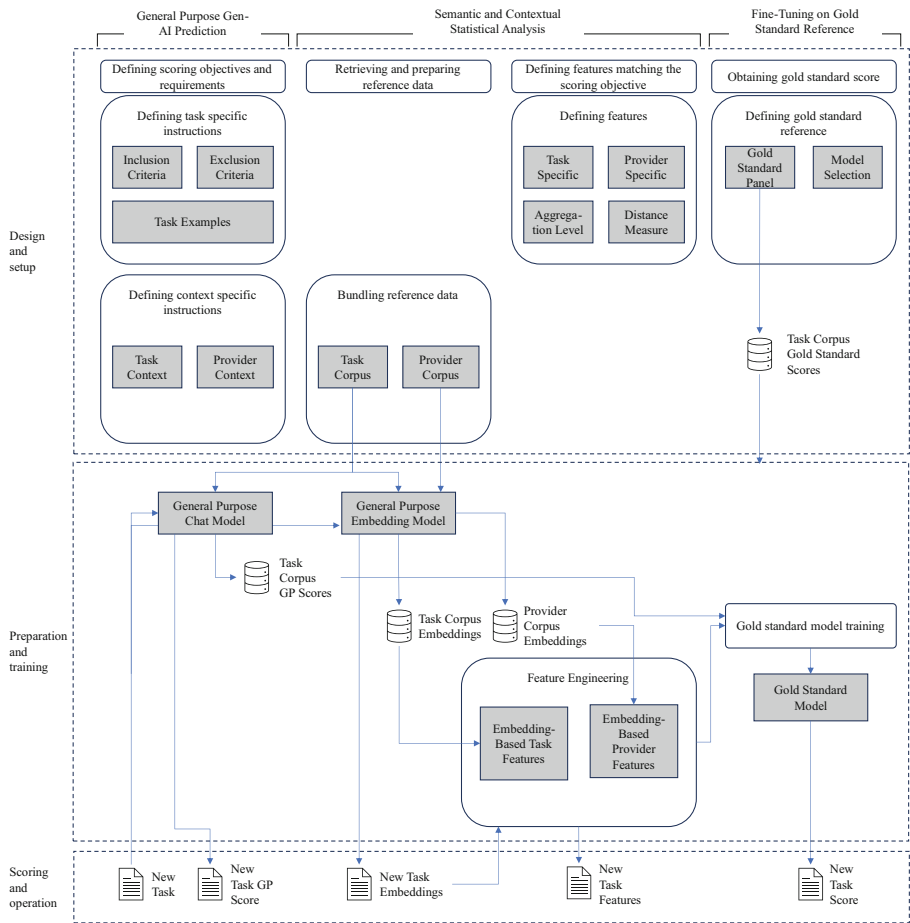 General Purpose Gen-
AI Prediction
Semantic and Contextual
Statistical Analysis
Fine-Tuning on Gold
Standard Reference
Design
and
setup
Defining scoring objectives and
requirements
Retrieving and preparing
reference data
Defining features matching the
scoring objective
Obtaining gold standard score
Defining task specific
instructions
Inclusion
Criteria
Exclusion
Criteria
Task Examples
Defining features
Task
Specific
Provider
Specific
Aggrega-
tion Level
Distance
Measure
Defining gold standard
reference
Gold
Standard
Panel
Model
Selection
Defining context specific
instructions
Task
Context
Provider
Context
Bundling reference data
Task
Corpus
Provider
Corpus
Task Corpus
Gold Standard
Scores
Preparation
and
training
General Purpose
Chat Model
General Purpose
Embedding Model
Task
Corpus
GP Scores
Task Corpus
Embeddings
Provider
Corpus
Embeddings
Gold standard model training
Feature Engineering
Embedding-
Based Task
Features
Embedding-
Based
Provider
Features
Gold Standard
Model
Scoring
and
operation
New
Task
New
Task GP
Score
New Task
Embeddings
New
Task
Features
New
Task
Score